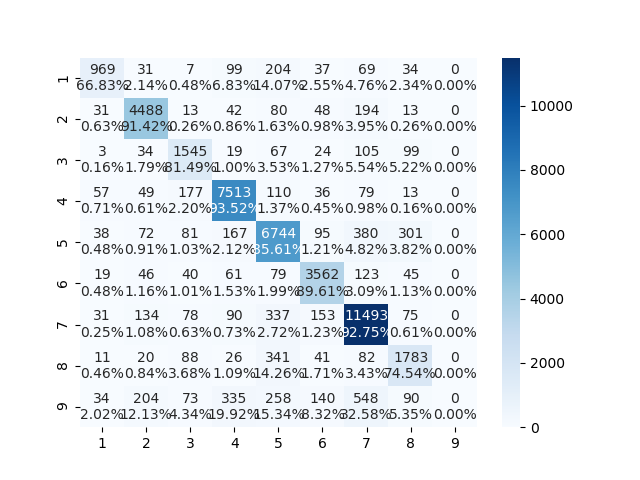 969 31 7 99 204 37 69 34 0
66.83% 2.14% 0.48% 6.83% 14.07% 2.55% 4.76% 2.34% 0.00%
1
31 4488 13 42 80 48 194 13 0
0.63% 91.42% 0.26% 0.86% 1.63% 0.98% 3.95% 0.26% 0.00%
2
3 34 1545 19 67 24 105 99 0
0.16% 1.79% 81.49% 1.00% 3.53% 1.27% 5.54% 5.22% 0.00%
3
57 49 177 7513 110 36 79 13 0
0.71% 0.61% 2.20% 93.52% 1.37% 0.45% 0.98% 0.16% 0.00%
4
38 72 81 167 6744 95 380 301 0
0.48% 0.91% 1.03% 2.12% 85.61% 1.21% 4.82% 3.82% 0.00%
5
19 46 40 61 79 3562 123 45 0
0.48% 1.16% 1.01% 1.53% 1.99% 89.61% 3.09% 1.13% 0.00%
6
31 134 78 90 337 153 11493 75 0
0.25% 1.08% 0.63% 0.73% 2.72% 1.23% 92.75% 0.61% 0.00%
7
11 20 88 26 341 41 82 1783 0
0.46% 0.84% 3.68% 1.09% 14.26% 1.71% 3.43% 74.54% 0.00%
8
34 204 73 335 258 140 548 90 0
2.02% 12.13% 4.34% 19.92% 15.34% 8.32% 32.58% 5.35% 0.00%
9
1 2 3 4 5 6 7 8 9
10000
8000
6000
4000
2000
0